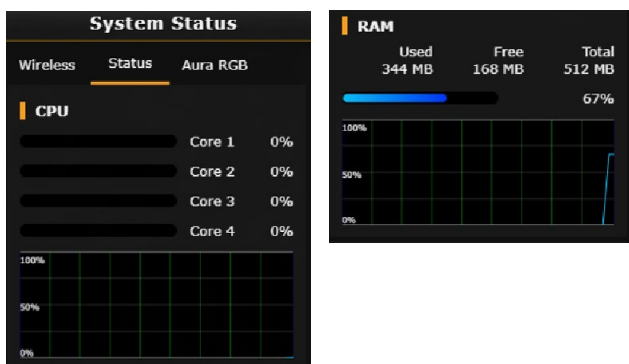 System Status
Wireless Status Aura RGB
CPU
Core 1 0%
Core 2 0%
Core 3 0%
Core 4 0%
100%
50%
0%
RAM
Used Free Total
344 MB 168 MB 512 MB
67%
100%
50%
0%